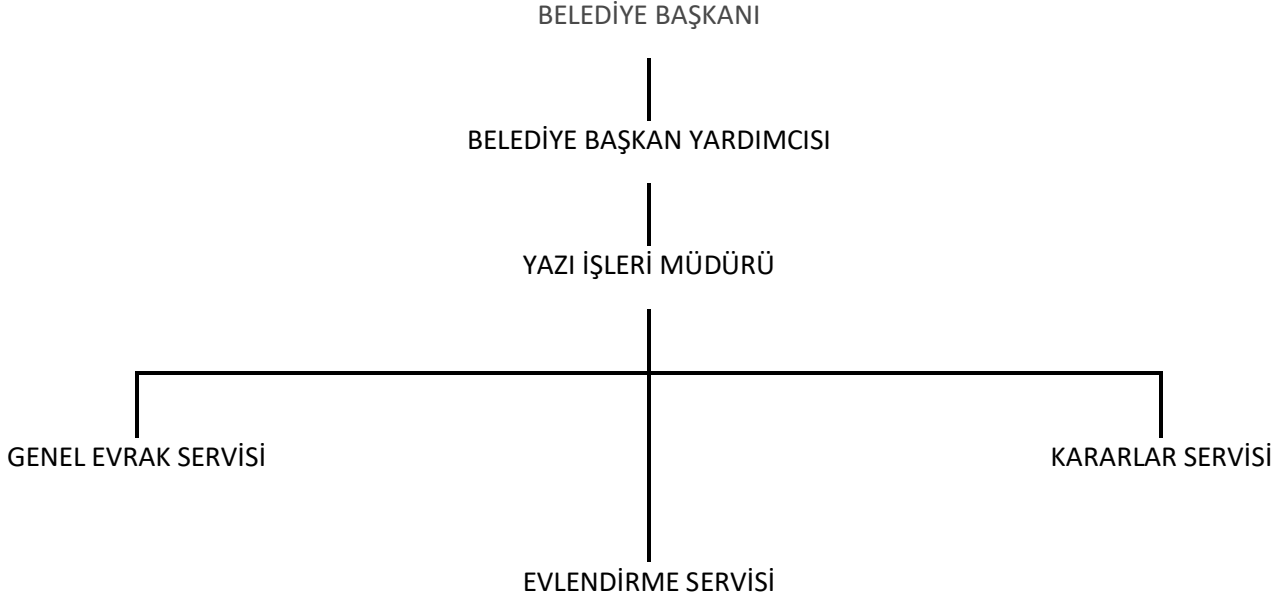 BELEDİYE BAŞKANI
BELEDİYE BAŞKAN YARDIMCISI
YAZI İŞLERİ MÜDÜRÜ
GENEL EVRAK SERVİSİ
KARARLAR SERVİSİ
EVLENDİRME SERVİSİ